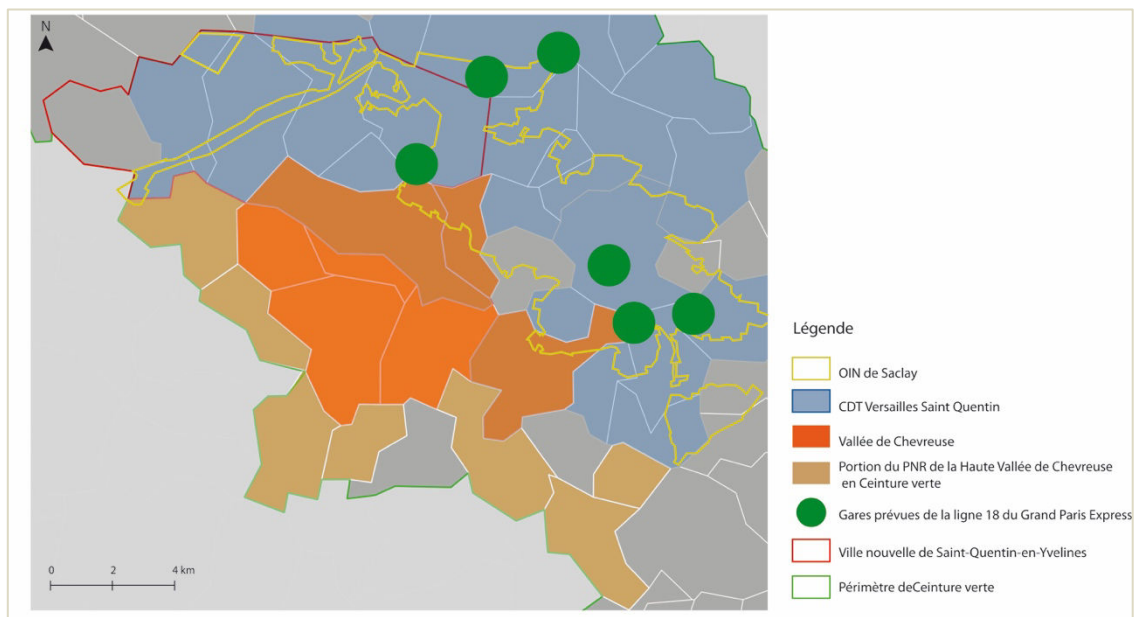 N
0 2 4 km
Légende
OIN de Saclay
CDT Versailles Saint Quentin
Vallée de Chevreuse
Portion du PNR de la Haute Vallée de Chevreuse
en Ceinture verte
Gares prévues de la ligne 18 du Grand Paris Express
Ville nouvelle de Saint-Quentin-en-Yvelines
Périmètre deCeinture verte